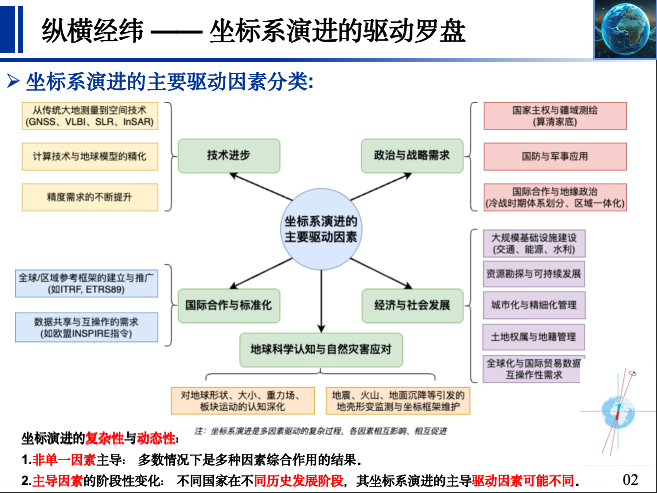 纵横经纬 —— 坐标系演进的驱动罗盘
坐标系演进的主要驱动因素分类:
从传统大地测量到空间技术
(GNSS、VLBI、SLR、InSAR)
计算技术与地球模型的精化
精度需求的不断提升
技术进步
政治与战略需求
国家主权与疆域测绘
(算清家底)
国防与军事应用
国际合作与地缘政治
(冷战时期体系划分、区域一体化)
坐标系演进的
主要驱动因素
全球/区域参考框架的建立与推广
(如ITRF, ETRS89)
数据共享与互操作的需求
(如欧盟INSPIRE指令)
国际合作与标准化
经济与社会发展
大规模基础设施建设
(交通、能源、水利)
资源勘探与可持续发展
城市化与精细化管理
土地权属与地籍管理
全球化与国际贸易数据
互操作性需求
地球科学认知与自然灾害应对
对地球形状、大小、重力场、
板块运动的认知深化
地震、火山、地面沉降等引发的
地壳形变监测与坐标框架维护
注：坐标系演进是多因素驱动的复杂过程，各因素相互影响、相互促进
坐标演进的复杂性与动态性：
1.非单一因素主导： 多数情况下是多种因素综合作用的结果。
2.主导因素的阶段性变化： 不同国家在不同历史发展阶段，其坐标系演进的主导驱动因素可能不同．
02